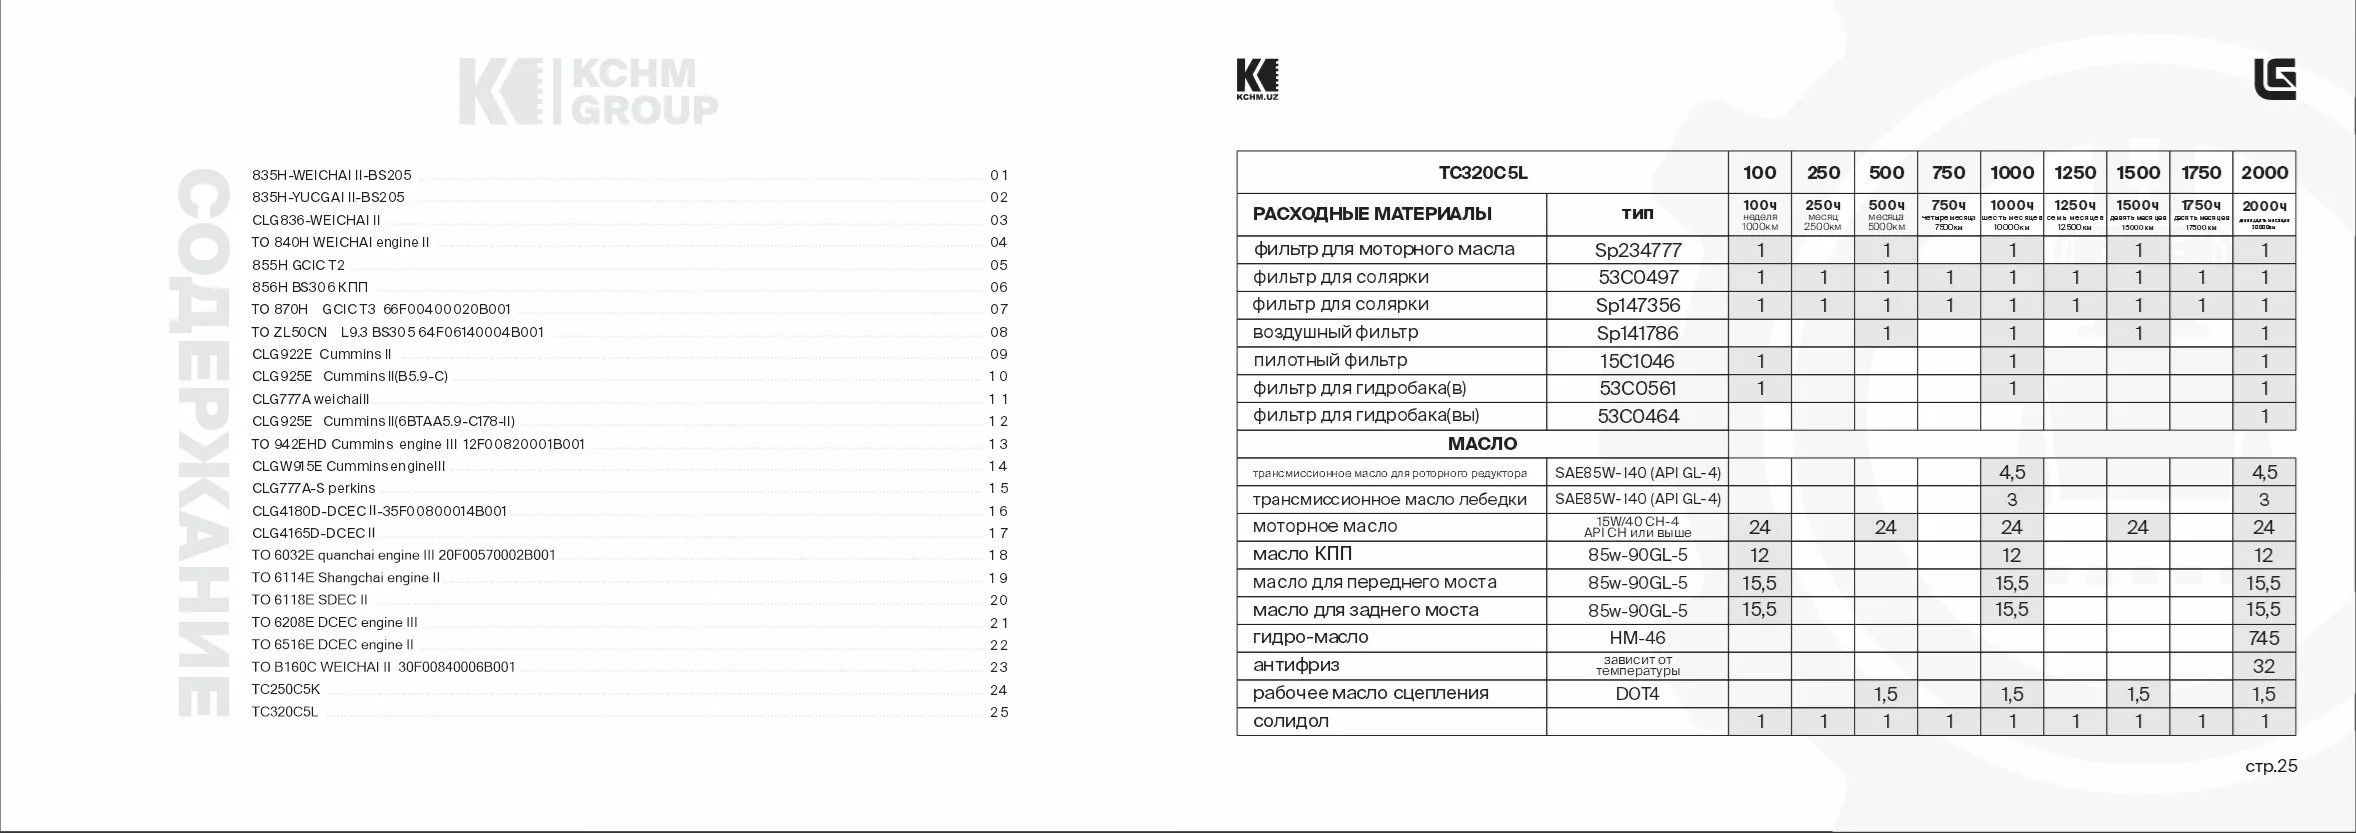 KCHM
GROUP
СОДЕРЖАНИЕ
835H-WEICHAI II-BS205 01
835H-YUCGAI II-BS205 02
CLG836-WEICHAI II 03
TO 840H WEICHAI engine II 04
855H GCIC T2 05
856H BS306 КПП 06
TO 870H GCIC T3 66F00400020B001 07
TO ZL50CN L9.3 BS305 64F06140004B001 08
CLG922E Cummins II 09
CLG925E Cummins II(B5.9-C) 10
CLG777A weichaiII 11
CLG925E Cummins II(6BTAA5.9-C178-II) 12
TO 942EHD Cummins engine III 12F00820001B001 13
CLGW915E Cummins engineIII 14
CLG777A-S perkins 15
CLG4180D-DCEC II-35F00800014B001 16
CLG4165D-DCEC II 17
TO 6032E quanchai engine III 20F00570002B001 18
TO 6114E Shangchai engine II 19
TO 6118E SDEC II 20
TO 6208E DCEC engine III 21
TO 6516E DCEC engine II 22
TO B160C WEICHAI II 30F00840006B001 23
TC250C5K 24
TC320C5L 25
KCHM.UZ
TC320C5L 100 250 500 750 1000 1250 1500 1750 2000
РАСХОДНЫЕ МАТЕРИАЛЫ ТИП 100ч 250ч 500ч 750ч 1000ч 1250ч 1500ч 1750ч 2000ч
неделя месяц месяца четыре месяца шесть месяцев семь месяцев девять месяцев десять месяцев
1000км 2500км 5000км 7500км 10000км 12500км 15000км 17500км
фильтр для моторного масла Sp234777 1 1 1 1 1
фильтр для солярки 53C0497 1 1 1 1 1 1 1 1 1
фильтр для солярки Sp147356 1 1 1 1 1 1 1 1 1
воздушный фильтр Sp141786 1 1 1 1
пилотный фильтр 15C1046 1 1 1
фильтр для гидробака(в) 53C0561 1 1 1
фильтр для гидробака(вы) 53C0464 1
МАСЛО
трансмиссионное масло для роторного редуктора SAE85W-140 (API GL-4) 4,5 4,5
трансмиссионное масло лебедки SAE85W-140 (API GL-4) 3 3
моторное масло 15W/40 CH-4 API CH или выше 24 24 24 24 24
масло КПП 85w-90GL-5 12 12 12
масло для переднего моста 85w-90GL-5 15,5 15,5 15,5
масло для заднего моста 85w-90GL-5 15,5 15,5 15,5
гидро-масло HM-46 745
антифриз зависит от температуры 32
рабочее масло сцепления DOT4 1,5 1,5 1,5 1,5
солидол 1 1 1 1 1 1 1 1 1
стр.25